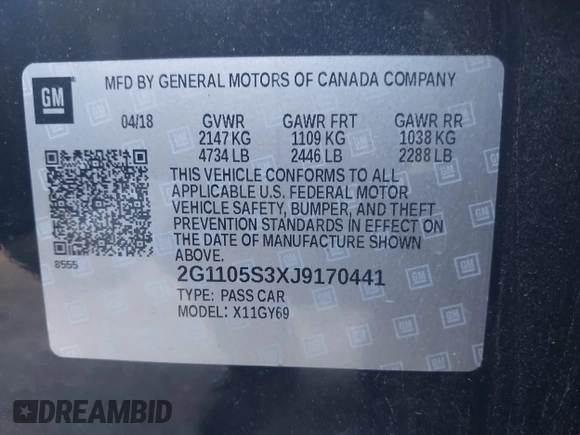 GM
MFD BY GENERAL MOTORS OF CANADA COMPANY
04/18 GVWR GAWR FRT GAWR RR
2147 KG 1109 KG 1038 KG
4734 LB 2446 LB 2288 LB
THIS VEHICLE CONFORMS TO ALL
APPLICABLE U.S. FEDERAL MOTOR
VEHICLE SAFETY, BUMPER, AND THEFT
PREVENTION STANDARDS IN EFFECT ON
THE DATE OF MANUFACTURE SHOWN
ABOVE.
8555
2G1105S3XJ9170441
TYPE: PASS CAR
MODEL: X11GY69
DREAMBID